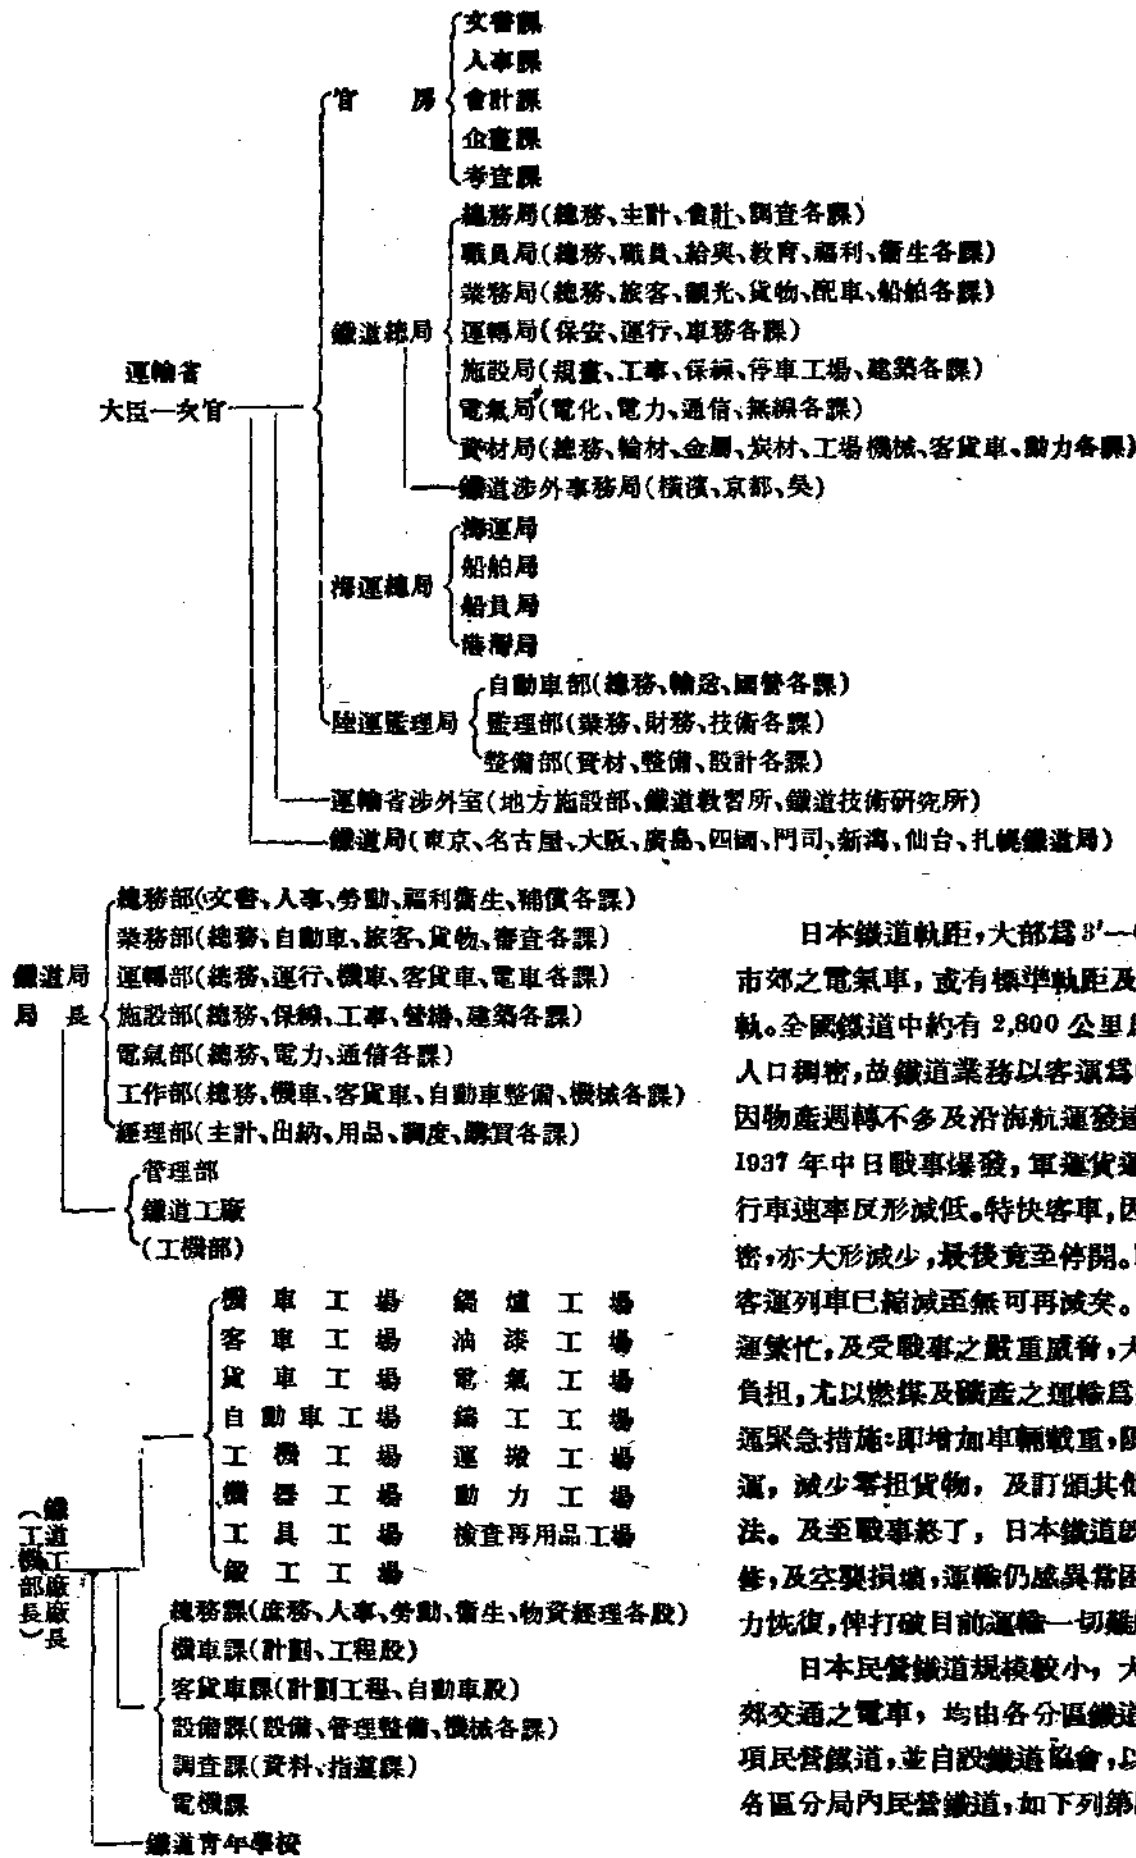 文書課
人事課
官房 會計課
企畫課
考查課
總務局(總務、主計、會計、調查各課)
職員局(總務、職員、給與、教育、福利、衞生各課)
業務局(總務、旅客、觀光、貨物、配車、船舶各課)
鐵道總局 運轉局(保安、運行、車務各課)
運輸省
施設局(規畫、工事、保線、停車工場、建築各課)
大臣—次官
電氣局(電化、電力、通信、無線各課)
資材局(總務、輸材、金屬、炭材、工場機械、客貨車、動力各課)
鐵道涉外事務局(橫濱、京都、吳)
海運局
船舶局
海運總局
船員局
港灣局
自動車部(總務、輸送、國營各課)
陸運監理局 監理部(業務、財務、技術各課)
整備部(資材、整備、設計各課)
運輸省涉外室(地方施設部、鐵道教習所、鐵道技術研究所)
鐵道局(東京、名古屋、大阪、廣島、四國、門司、新潟、仙台、札幌鐵道局)
總務部(文書、人事、勞動、福利衞生、補償各課)
業務部(總務、自動車、旅客、貨物、審查各課)
鐵道局 運轉部(總務、運行、機車、客貨車、電車各課)
局長 施設部(總務、保線、工事、營繕、建築各課)
電氣部(總務、電力、通信各課)
工作部(總務、機車、客貨車、自動車整備、機械各課)
經理部(主計、出納、用品、調度、購買各課)
管理部
鐵道工廠
(工機部)
機車工場 鍋爐工場
客車工場 油漆工場
貨車工場 電氣工場
自動車工場 鑄工工場
工機工場 運搬工場
機器工場 動力工場
工具工場 檢查再用品工場
鍛工工場
鐵道工廠廠長
(工機部長)
總務課(庶務、人事、勞動、衞生、物資經理各股)
機車課(計劃、工程股)
客貨車課(計劃工程、自動車股)
設備課(設備、管理整備、機械各課)
調查課(資料、指運課)
電機課
鐵道青年學校
日本鐵道軌距,大部爲3'—
市郊之電氣車,或有標準軌距及
軌。全國鐵道中約有 2,800 公里
人口稠密,故鐵道業務以客運爲
因物產週轉不多及沿海航運發達
1937 年中日戰事爆發,軍運貨運
行車速率反形減低。特快客車,因
密,亦大形減少,最後竟至停開。
客運列車已縮減至無可再減矣。
運繁忙,及受戰事之嚴重威脅,大
負担,尤以燃煤及礦產之運輸爲
運緊急措施:即增加車輛載重,限
運,減少零担貨物,及訂頒其他
法。及至戰事終了,日本鐵道
修,及空襲損壞,運輸仍感異常困
力恢復,俾打破目前運輸一切難
日本民營鐵道規模較小,大
郊交通之電車,均由各分區鐵道
項民營鐵道,並自設鐵道協會,以
各區分局內民營鐵道,如下列第